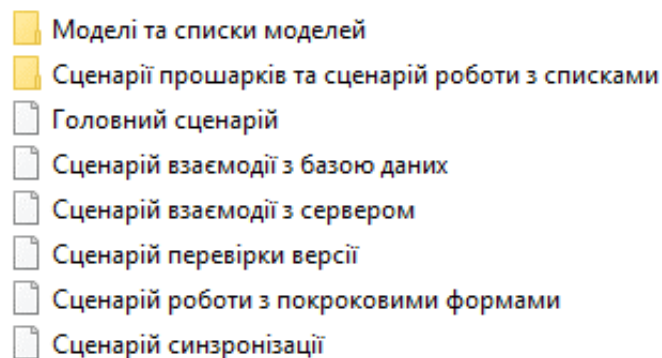 Моделі та списки моделей
Сценарії прошарків та сценарій роботи з списками
Головний сценарій
Сценарій взаємодії з базою даних
Сценарій взаємодії з сервером
Сценарій перевірки версії
Сценарій роботи з покроковими формами
Сценарій синзронізації